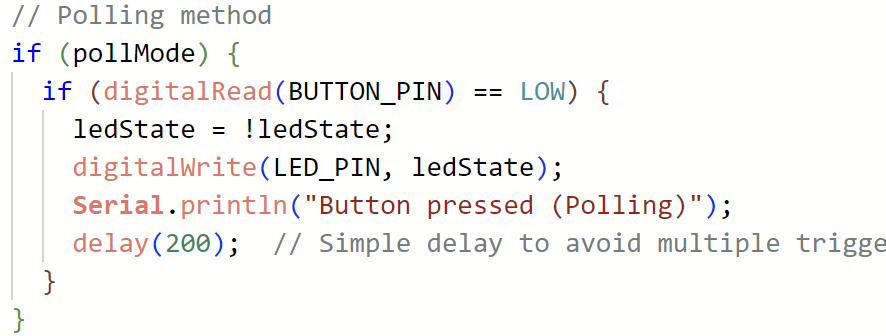 // Polling method
if (pollMode) {
if (digitalRead(BUTTON_PIN) == LOW) {
ledState = !ledState;
digitalWrite(LED_PIN, ledState);
Serial.println("Button pressed (Polling)");
delay(200);  // Simple delay to avoid multiple trigge
}
}